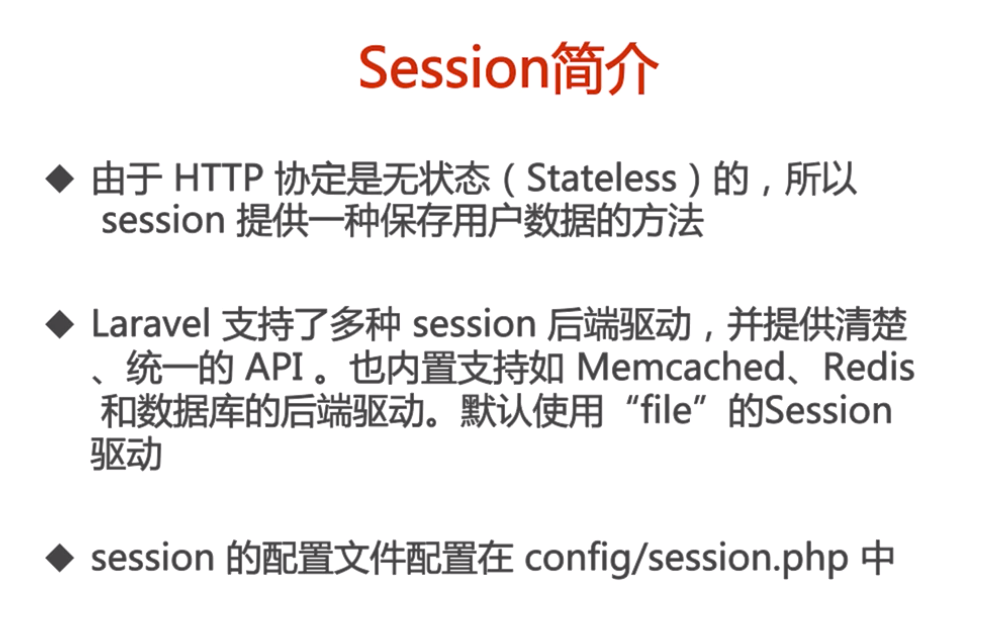 Session简介
◆ 由于 HTTP 协定是无状态（Stateless）的，所以
session 提供一种保存用户数据的方法
◆ Laravel 支持了多种 session 后端驱动，并提供清楚
、统一的 API 。也内置支持如 Memcached、Redis
和数据库的后端驱动。默认使用“file”的Session
驱动
◆ session 的配置文件配置在 config/session.php 中